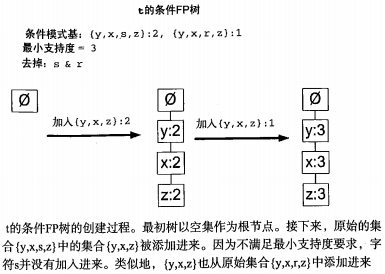 t的条件FP树
条件模式基：{y,x,s,z}:2, {y,x,r,z}:1
最小支持度 = 3
去掉：s & r
Ø
加入{y,x,z}:2
Ø
y:2
x:2
z:2
加入{y,x,z}:1
Ø
y:3
x:3
z:3
t的条件FP树的创建过程。最初树以空集作为根节点。接下来，原始的集
合{y,x,s,z}中的集合{y,x,z}被添加进来。因为不满足最小支持度要求，字
符s并没有加入进来。类似地，{y,x,z}也从原始集合{y,x,r,z}中添加进来